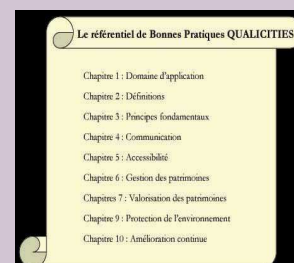 Le référentiel de Bonnes Pratiques QUALICITIES
Chapitre 1 : Domaine d'application
Chapitre 2 : Définitions
Chapitre 3 : Principes fondamentaux
Chapitre 4 : Communication
Chapitre 5 : Accessibilité
Chapitre 6 : Gestion des patrimoines
Chapitres 7 : Valorisation des patrimoines
Chapitre 9 : Protection de l'environnement
Chapitre 10 : Amélioration continue